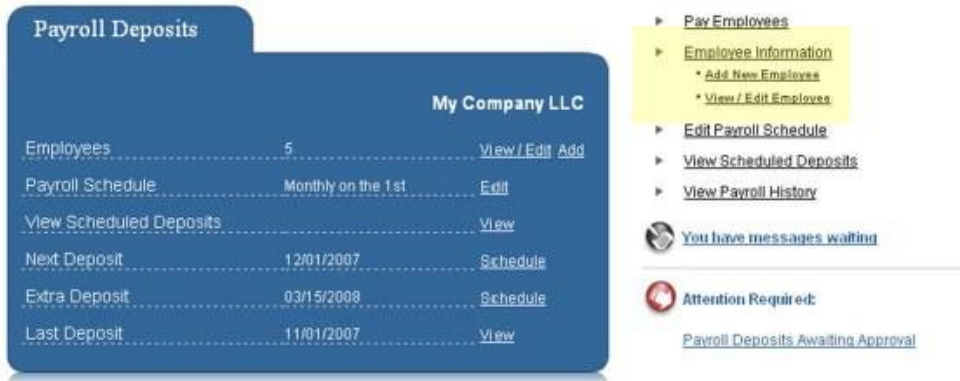 Payroll Deposits
My Company LLC
Employees 5 View / Edit Add
Payroll Schedule Monthly on the 1st Edit
View Scheduled Deposits View
Next Deposit 12/01/2007 Schedule
Extra Deposit 03/15/2008 Schedule
Last Deposit 11/01/2007 View
Pay Employees
Employee Information
* Add New Employee
* View / Edit Employee
Edit Payroll Schedule
View Scheduled Deposits
View Payroll History
You have messages waiting
Attention Required:
Payroll Deposits Awaiting Approval